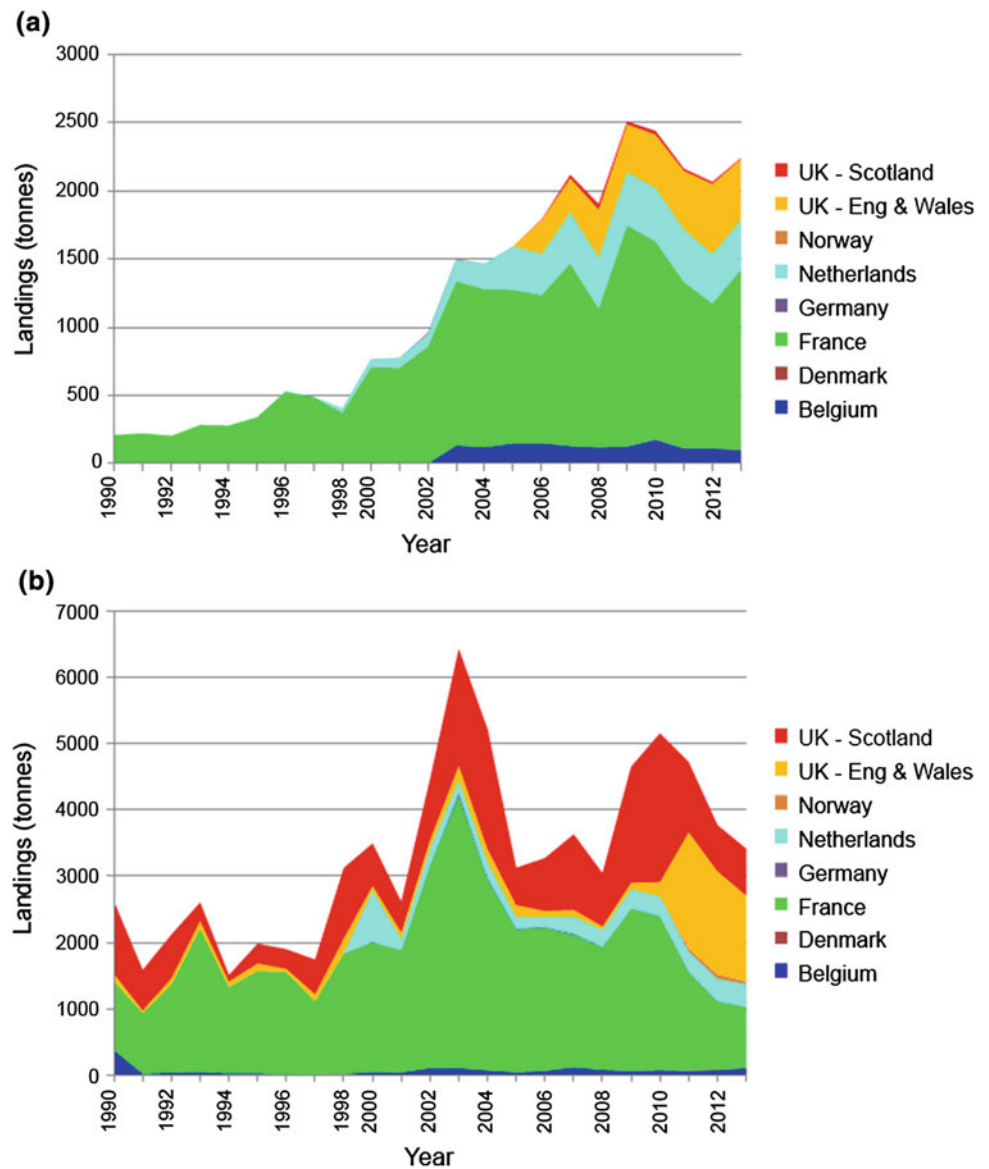 (a)
3000
2500
2000
1500
1000
500
0
Landings (tonnes)
1990
1992
1994
1996
1998
2000
2002
2004
2006
2008
2010
2012
Year
UK - Scotland
UK - Eng & Wales
Norway
Netherlands
Germany
France
Denmark
Belgium
(b)
7000
6000
5000
4000
3000
2000
1000
0
Landings (tonnes)
1990
1992
1994
1996
1998
2000
2002
2004
2006
2008
2010
2012
Year
UK - Scotland
UK - Eng & Wales
Norway
Netherlands
Germany
France
Denmark
Belgium